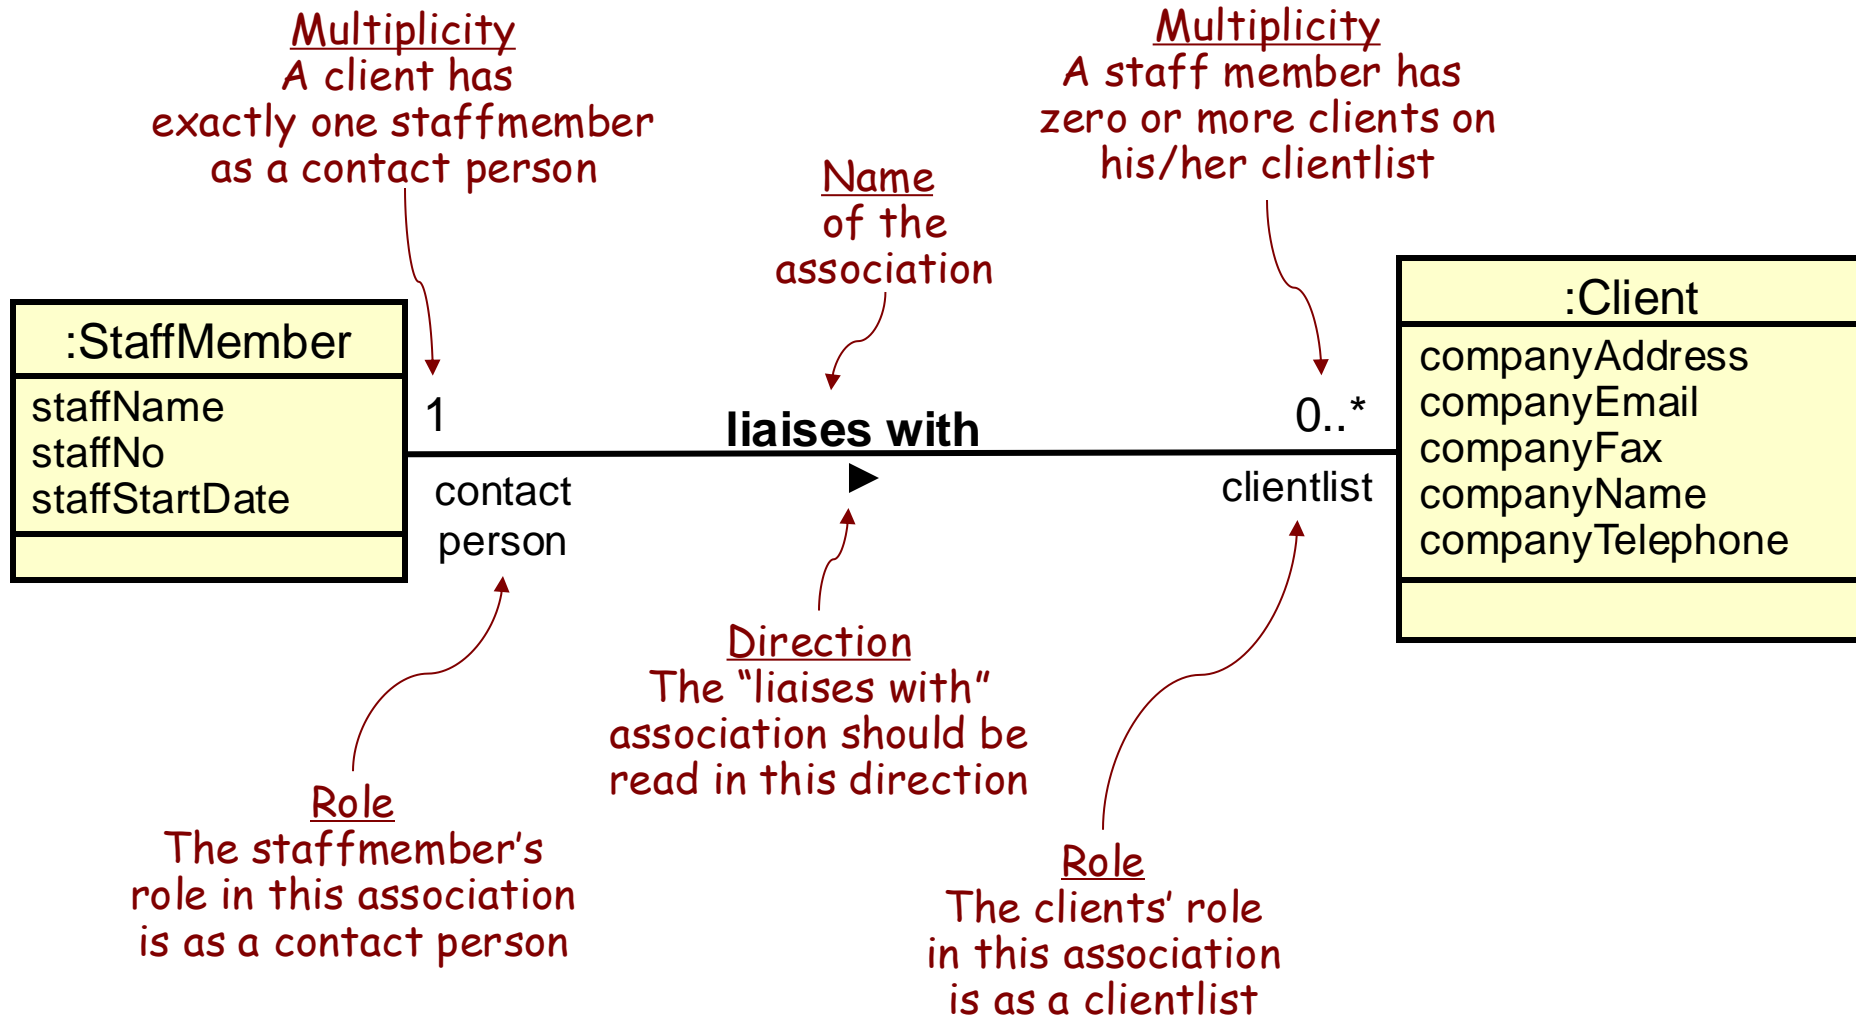 Multiplicity
A client has
exactly one staffmember
as a contact person
Multiplicity
A staff member has
zero or more clients on
his/her clientlist
Name
of the
association
:StaffMember
staffName
staffNo
staffStartDate
1
contact
person
liaises with
0..*
clientlist
:Client
companyAddress
companyEmail
companyFax
companyName
companyTelephone
Direction
The “liaises with”
association should be
read in this direction
Role
The staffmember’s
role in this association
is as a contact person
Role
The clients’ role
in this association
is as a clientlist